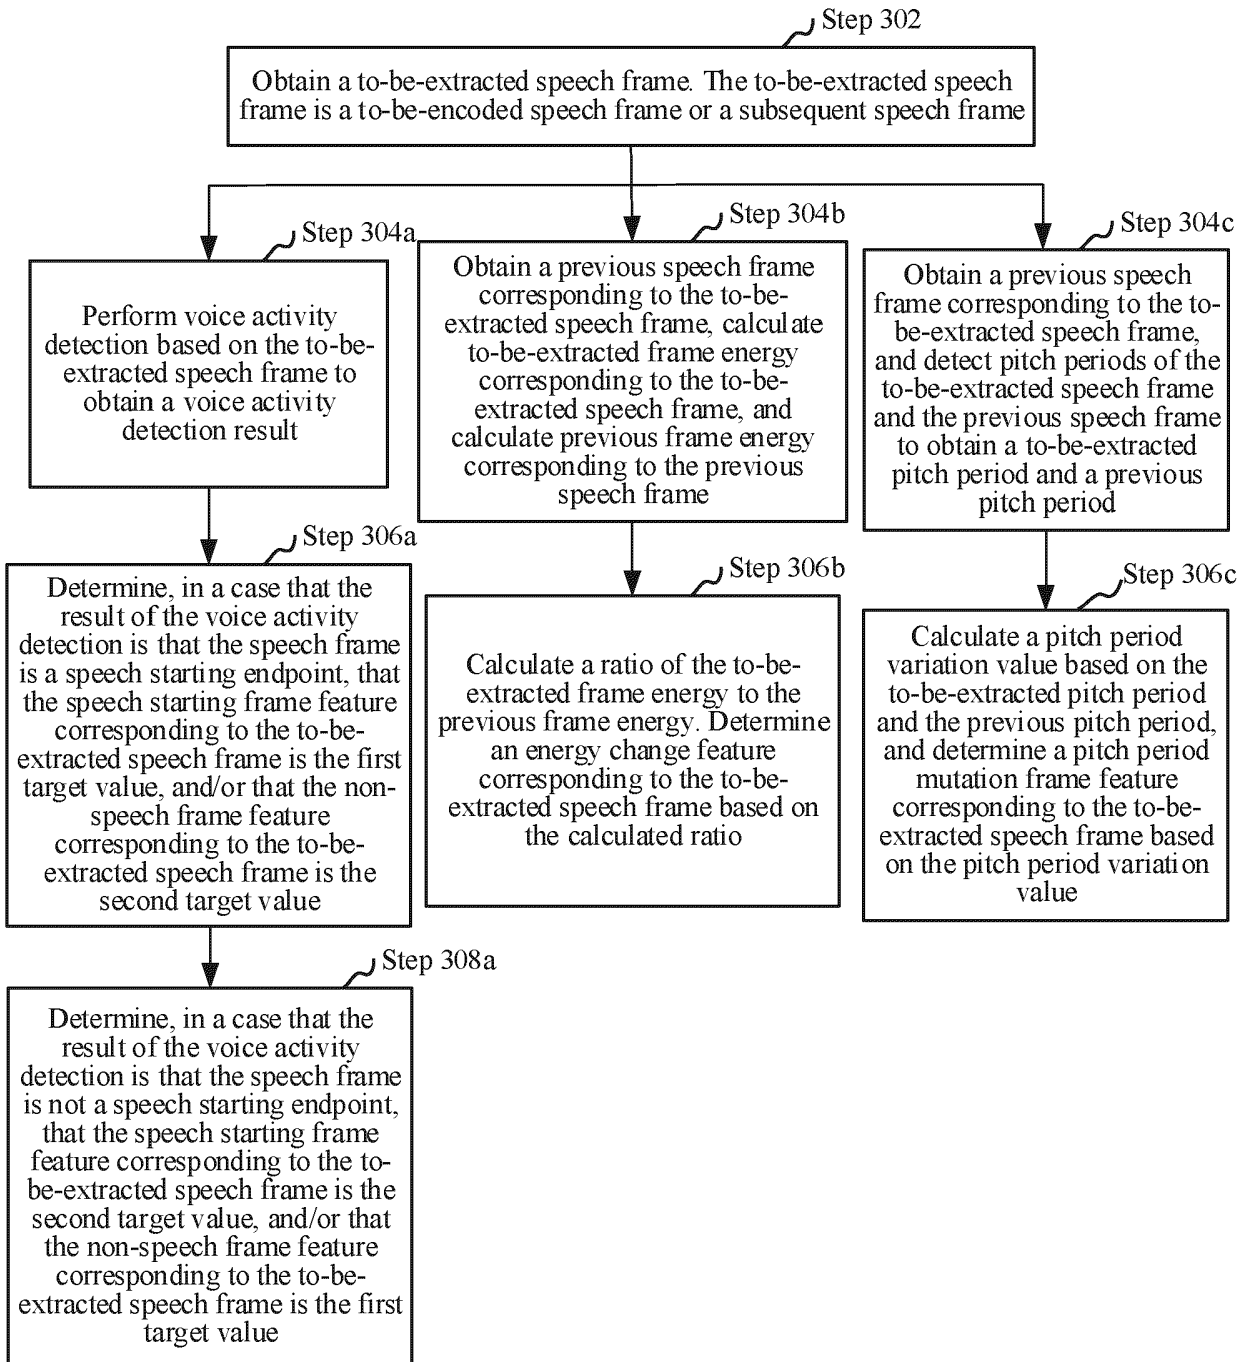 Step 302
Obtain a to-be-extracted speech frame. The to-be-extracted speech
frame is a to-be-encoded speech frame or a subsequent speech frame
Step 304a
Perform voice activity
detection based on the to-be-
extracted speech frame to
obtain a voice activity
detection result
Step 304b
Obtain a previous speech frame
corresponding to the to-be-
extracted speech frame, calculate
to-be-extracted frame energy
corresponding to the to-be-
extracted speech frame, and
calculate previous frame energy
corresponding to the previous
speech frame
Step 304c
Obtain a previous speech
frame corresponding to the to-
be-extracted speech frame,
and detect pitch periods of the
to-be-extracted speech frame
and the previous speech frame
to obtain a to-be-extracted
pitch period and a previous
pitch period
Step 306a
Determine, in a case that the
result of the voice activity
detection is that the speech frame
is a speech starting endpoint, that
the speech starting frame feature
corresponding to the to-be-
extracted speech frame is the first
target value, and/or that the non-
speech frame feature
corresponding to the to-be-
extracted speech frame is the
second target value
Step 306b
Calculate a ratio of the to-be-
extracted frame energy to the
previous frame energy. Determine
an energy change feature
corresponding to the to-be-
extracted speech frame based on
the calculated ratio
Step 306c
Calculate a pitch period
variation value based on the
to-be-extracted pitch period
and the previous pitch period,
and determine a pitch period
mutation frame feature
corresponding to the to-be-
extracted speech frame based
on the pitch period variation
value
Step 308a
Determine, in a case that the
result of the voice activity
detection is that the speech frame
is not a speech starting endpoint,
that the speech starting frame
feature corresponding to the to-
be-extracted speech frame is the
second target value, and/or that
the non-speech frame feature
corresponding to the to-be-
extracted speech frame is the first
target value